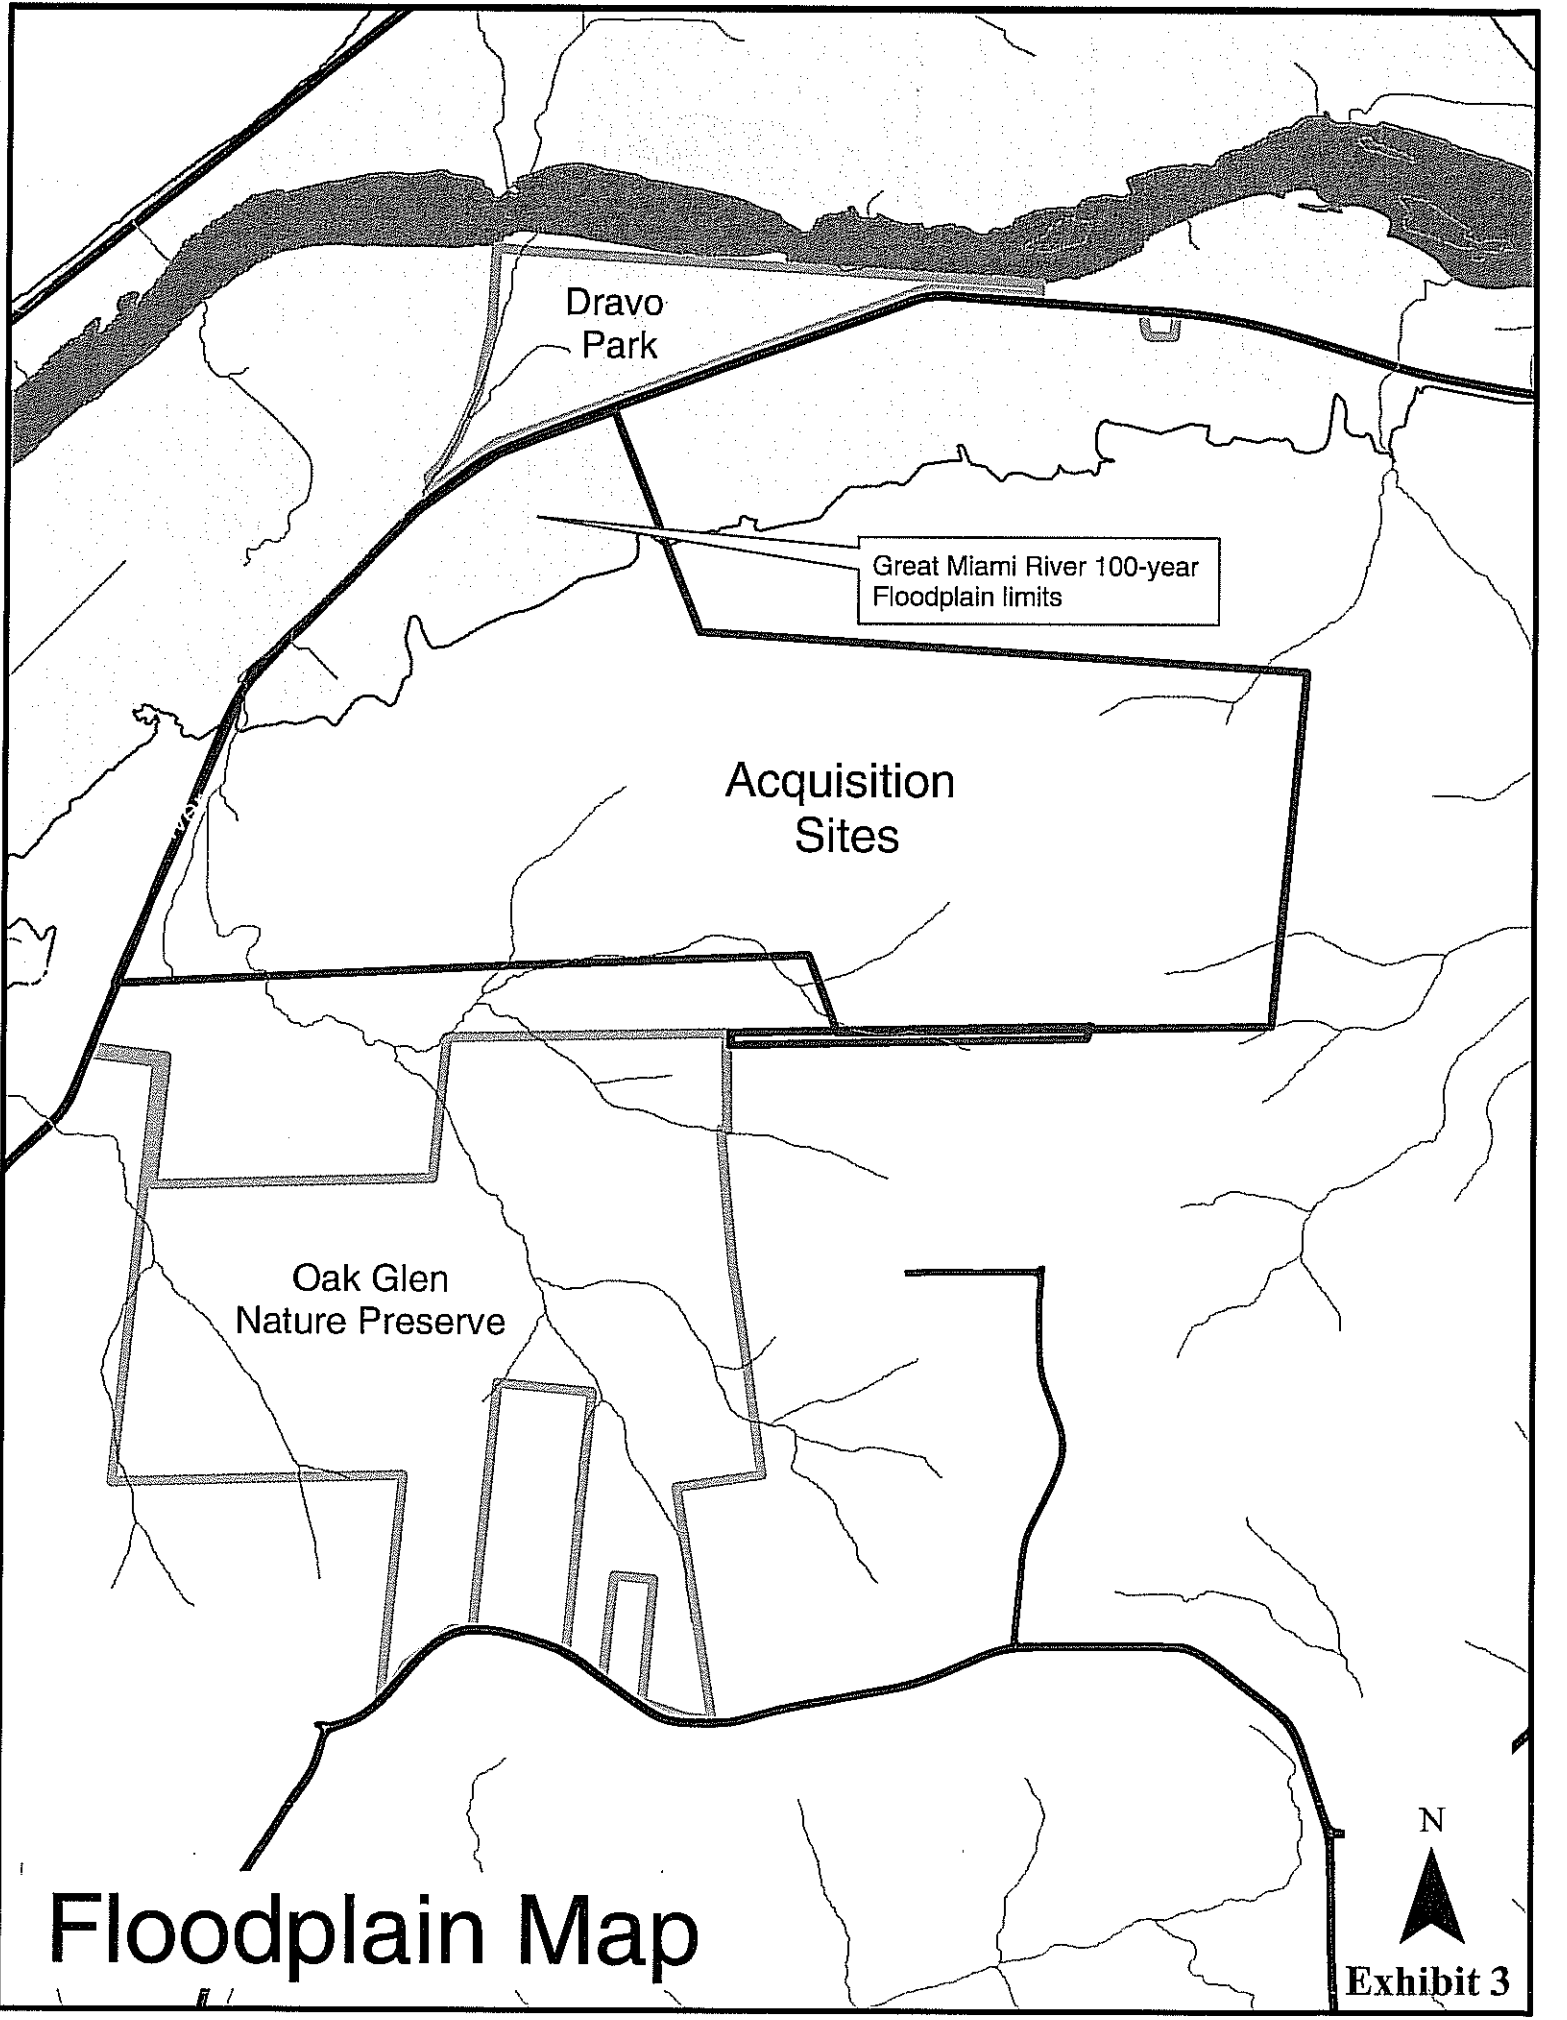 Dravo
Park
Great Miami River 100-year
Floodplain limits
Acquisition
Sites
Oak Glen
Nature Preserve
N
Floodplain Map
Exhibit 3